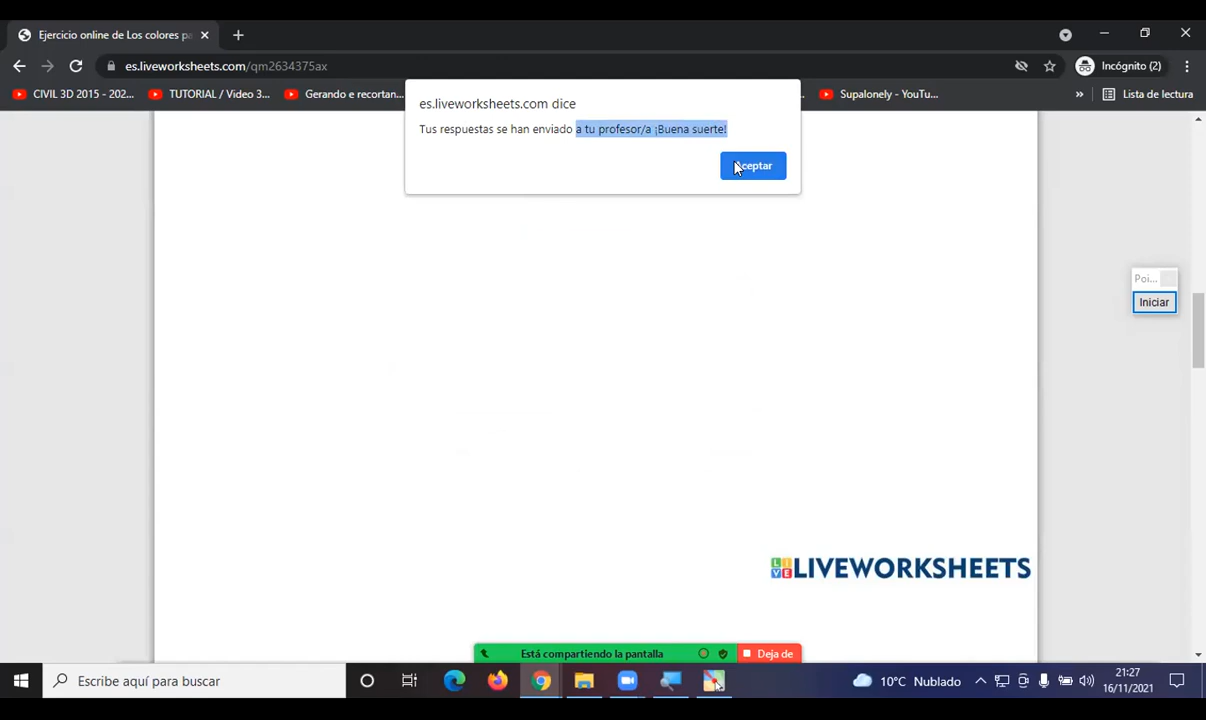 Ejercicio online de Los colores pa
es.liveworksheets.com/qm2634375ax
Incógnito (2)
CIVIL 3D 2015 - 202...
TUTORIAL / Video 3...
Gerando e recortan...
Supalonely - YouTu...
»
Lista de lectura
es.liveworksheets.com dice
Tus respuestas se han enviado a tu profesor/a ¡Buena suerte!
Aceptar
Poi...
Iniciar
LIVE LIVEWORKSHEETS
Está compartiendo la pantalla
Deja de
Escribe aquí para buscar
10°C Nublado
21:27
16/11/2021